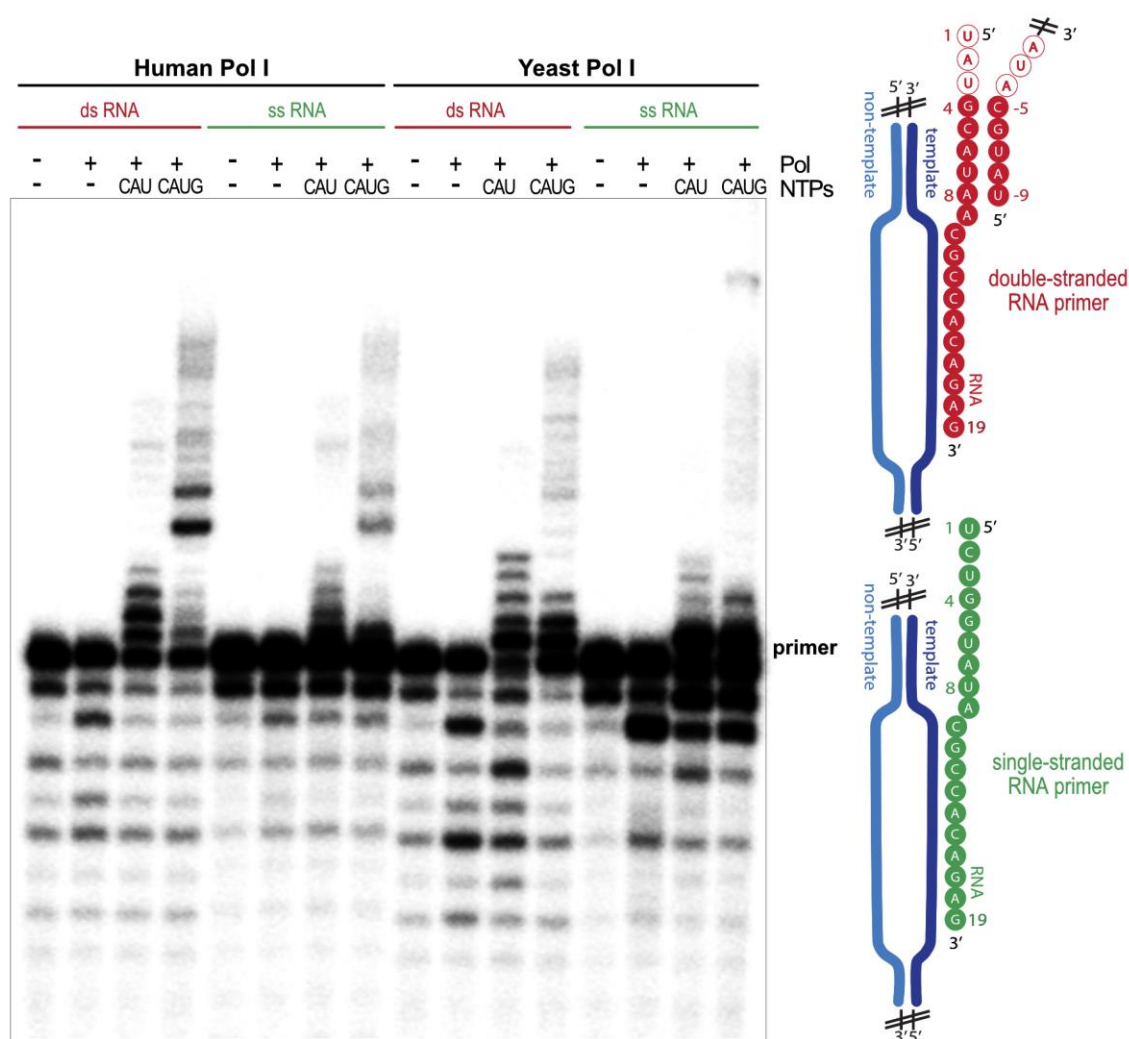 Human Pol I
Yeast Pol I
ds RNA
ss RNA
ds RNA
ss RNA
- + + + - + + + - + + + - + + + Pol
- - CAU CAUG - - CAU CAUG - - CAU CAUG - - CAU CAUG NTPs
primer
5' 3'
non-template
template
3' 5'
1 U 5'
A
U
4 G
C
A
U
8 A
A
C
G
C
C
A
C
A
G
A
G 19
3'
RNA
3'
A
U
A
C -5
G
U
A
U -9
5'
double-stranded
RNA primer
5' 3'
non-template
template
3' 5'
1 U 5'
C
U
4 G
G
U
A
8 U
A
C
G
C
C
A
C
A
G
A
G 19
3'
RNA
single-stranded
RNA primer